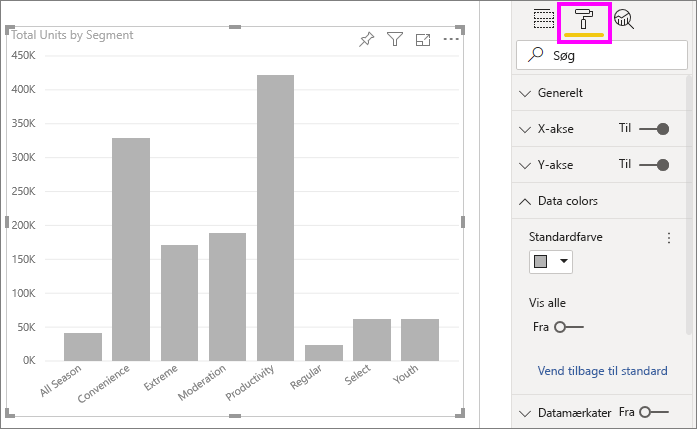 Total Units by Segment
450K
400K
350K
300K
250K
200K
150K
100K
50K
0K
All Season
Convenience
Extreme
Moderation
Productivity
Regular
Select
Youth
Søg
Generelt
X-akse Til
Y-akse Til
Data colors
Standardfarve
Vis alle
Fra
Vend tilbage til standard
Datamærkater Fra